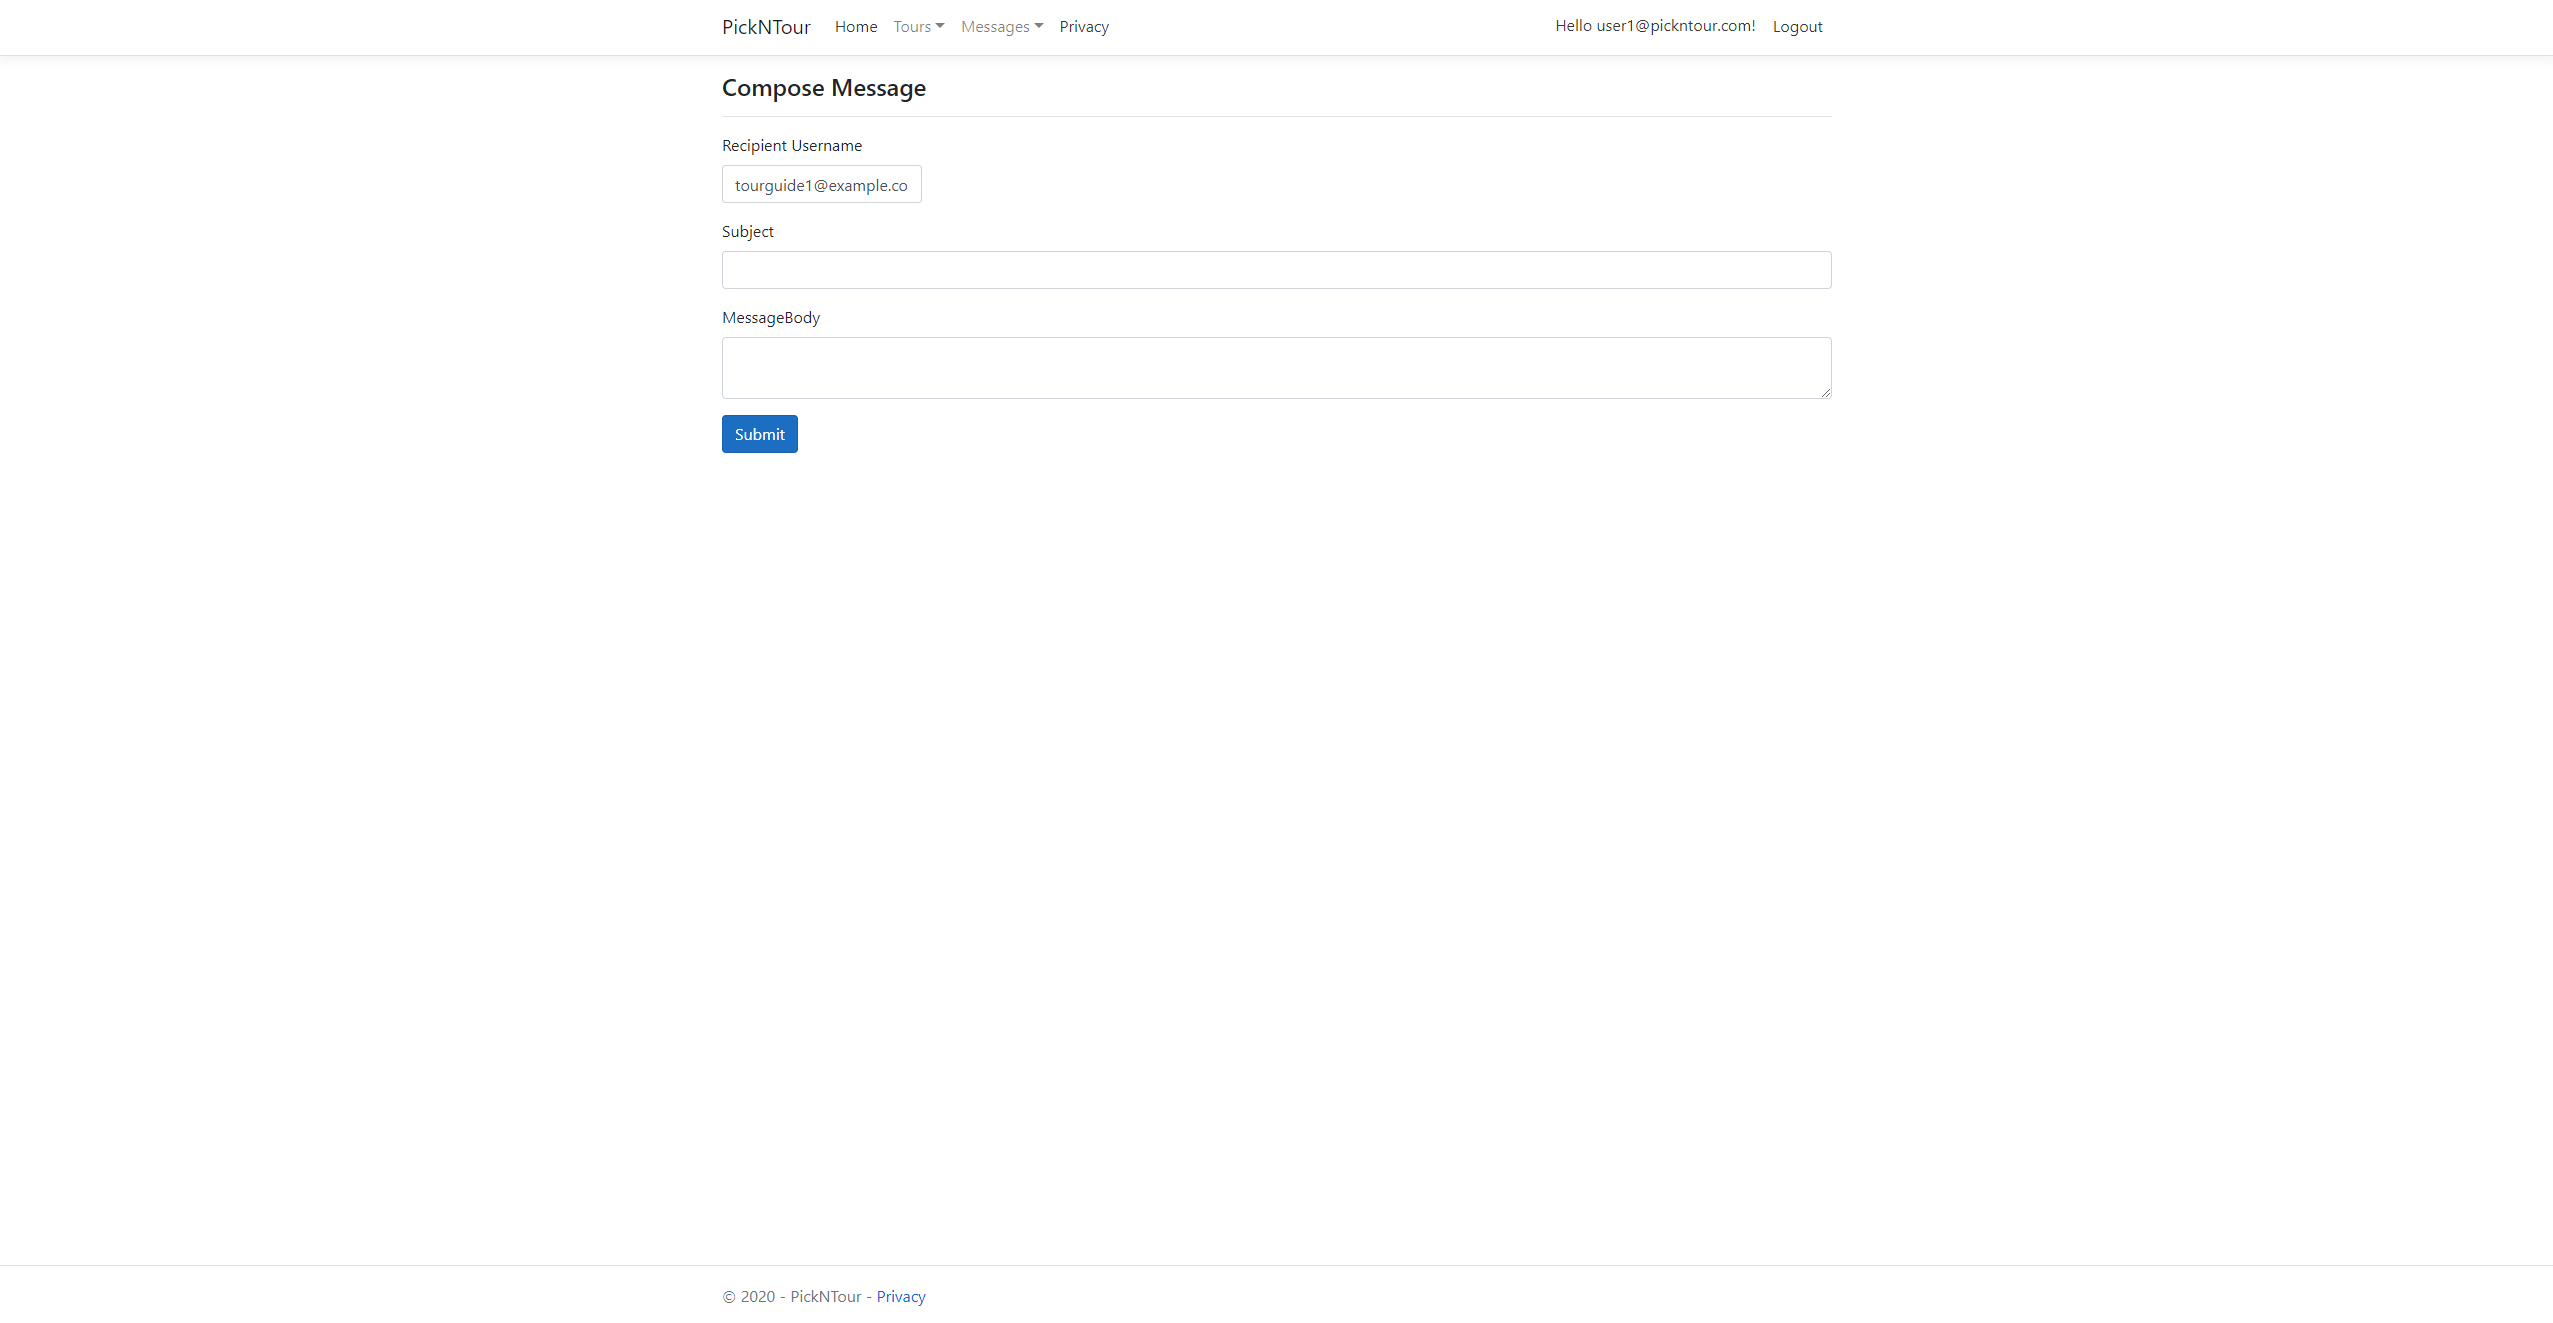 PickNTour Home Tours Messages Privacy Hello user1@pickntour.com! Logout
Compose Message
Recipient Username
tourguide1@example.co
Subject
MessageBody
Submit
© 2020 - PickNTour - Privacy